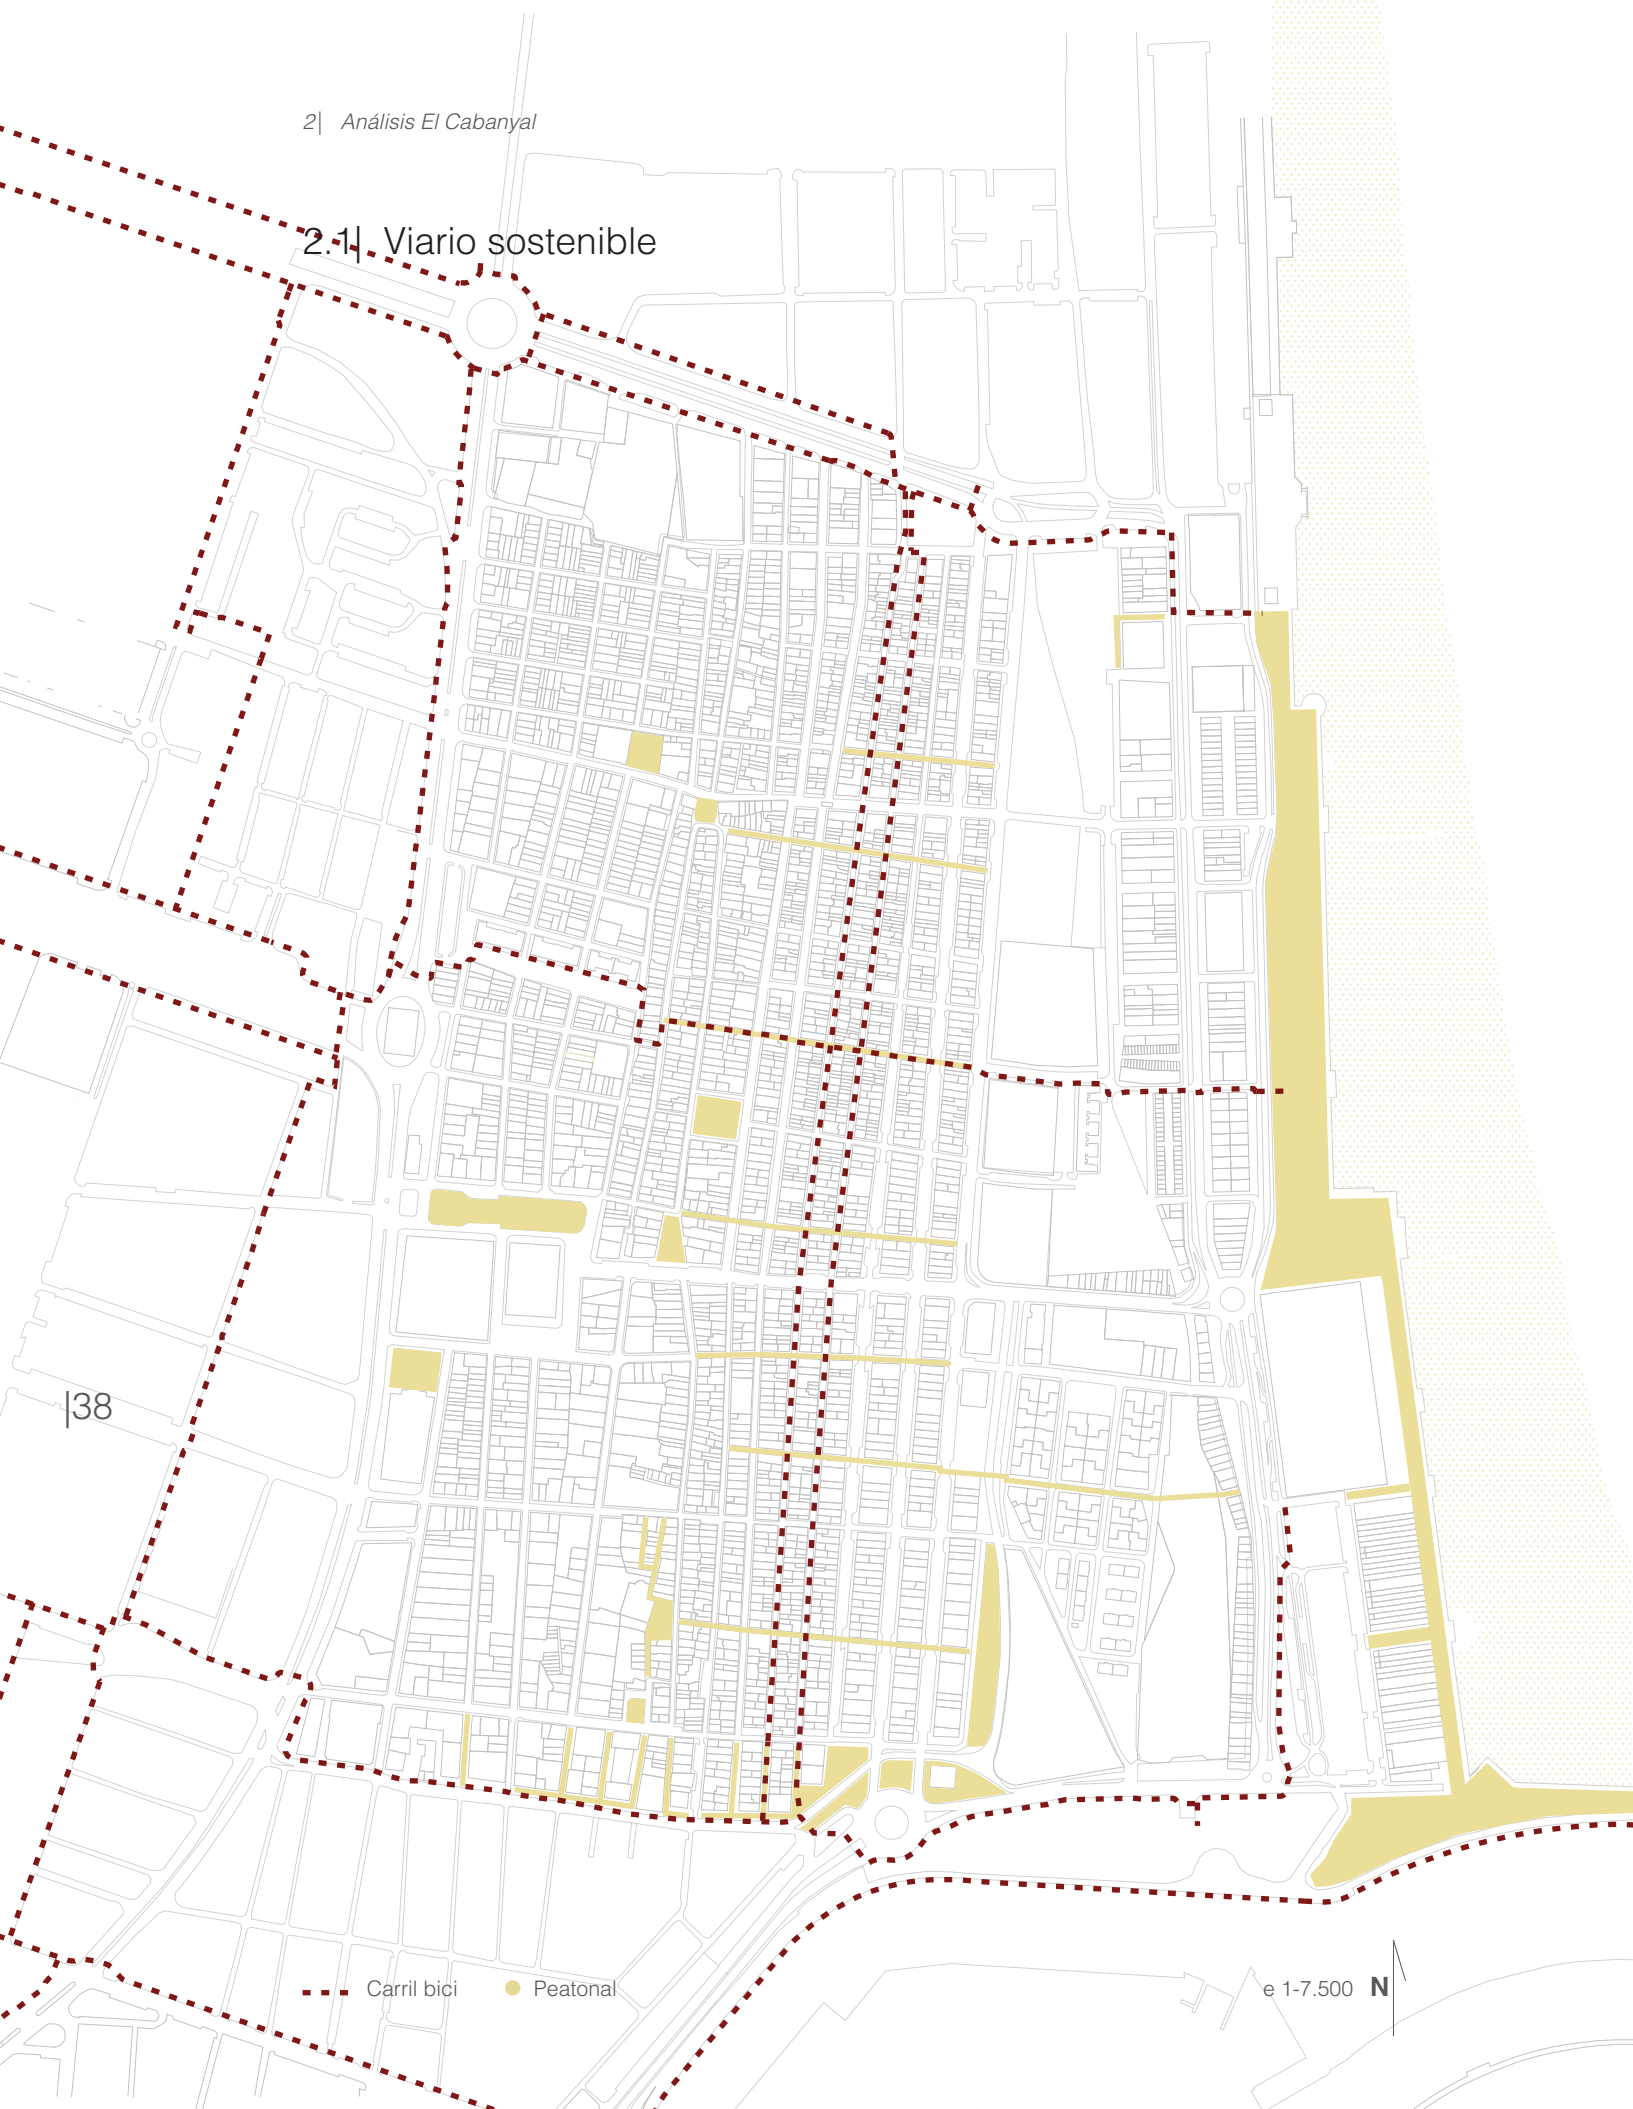 2| Análisis El Cabanyal
2.1| Viario sostenible
|38
Carril bici
Peatonal
e 1-7.500 N